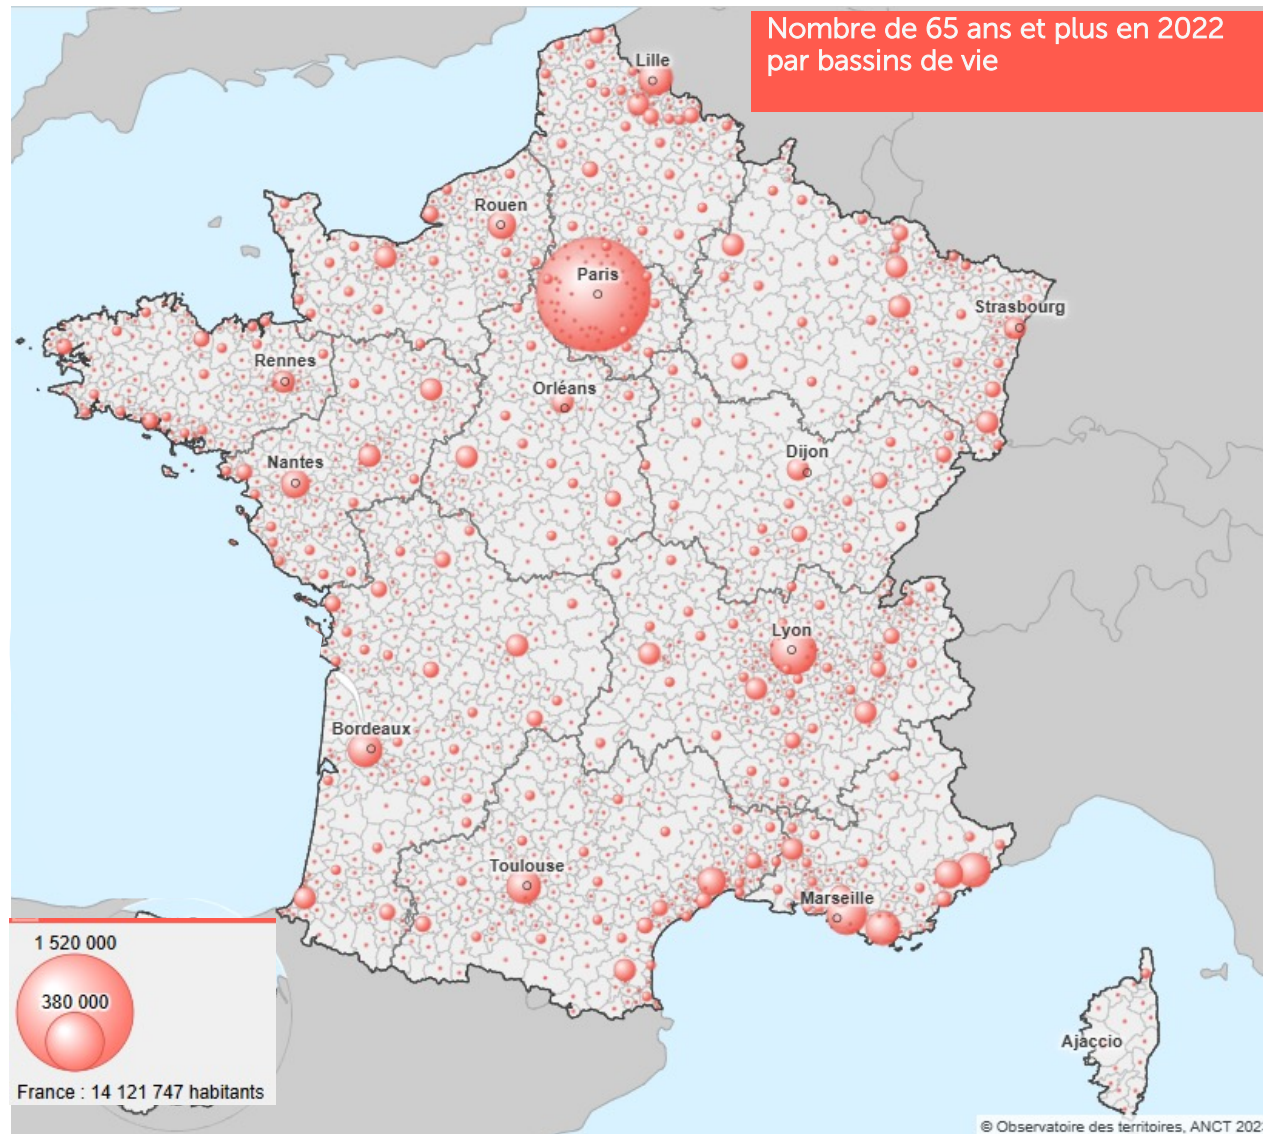 Nombre de 65 ans et plus en 2022
par bassins de vie
Lille
Rouen
Paris
Strasbourg
Rennes
Orléans
Nantes
Dijon
Lyon
Bordeaux
Toulouse
Marseille
1 520 000
380 000
Ajaccio
France : 14 121 747 habitants
© Observatoire des territoires, ANCT 2023